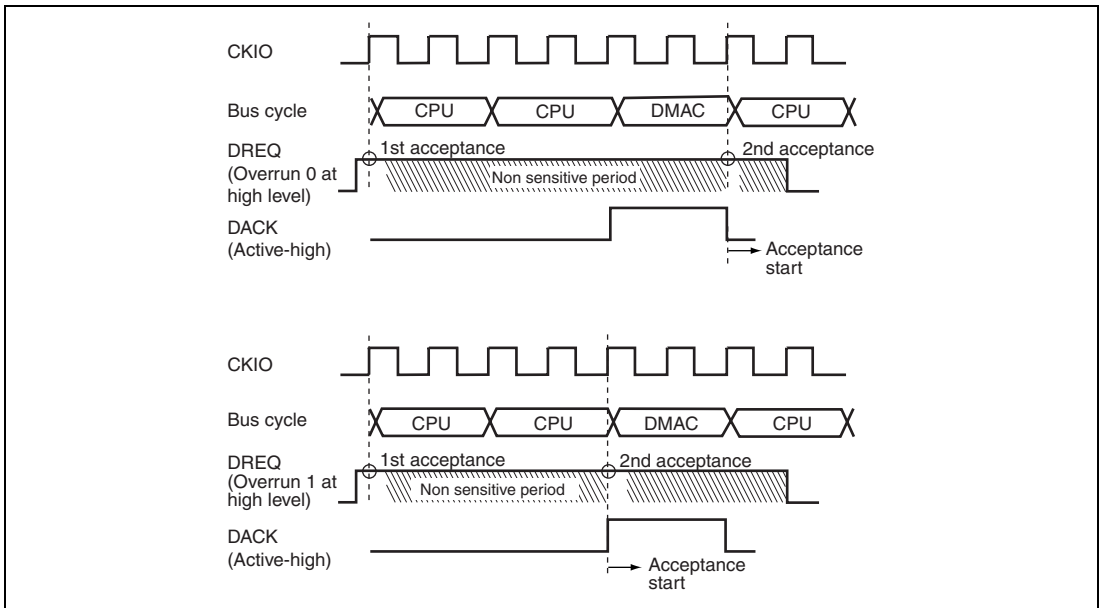 CKIO
Bus cycle
CPU CPU DMAC CPU
DREQ
(Overrun 0 at
high level)
1st acceptance
2nd acceptance
Non sensitive period
DACK
(Active-high)
Acceptance
start
CKIO
Bus cycle
CPU CPU DMAC CPU
DREQ
(Overrun 1 at
high level)
1st acceptance
2nd acceptance
Non sensitive period
DACK
(Active-high)
Acceptance
start